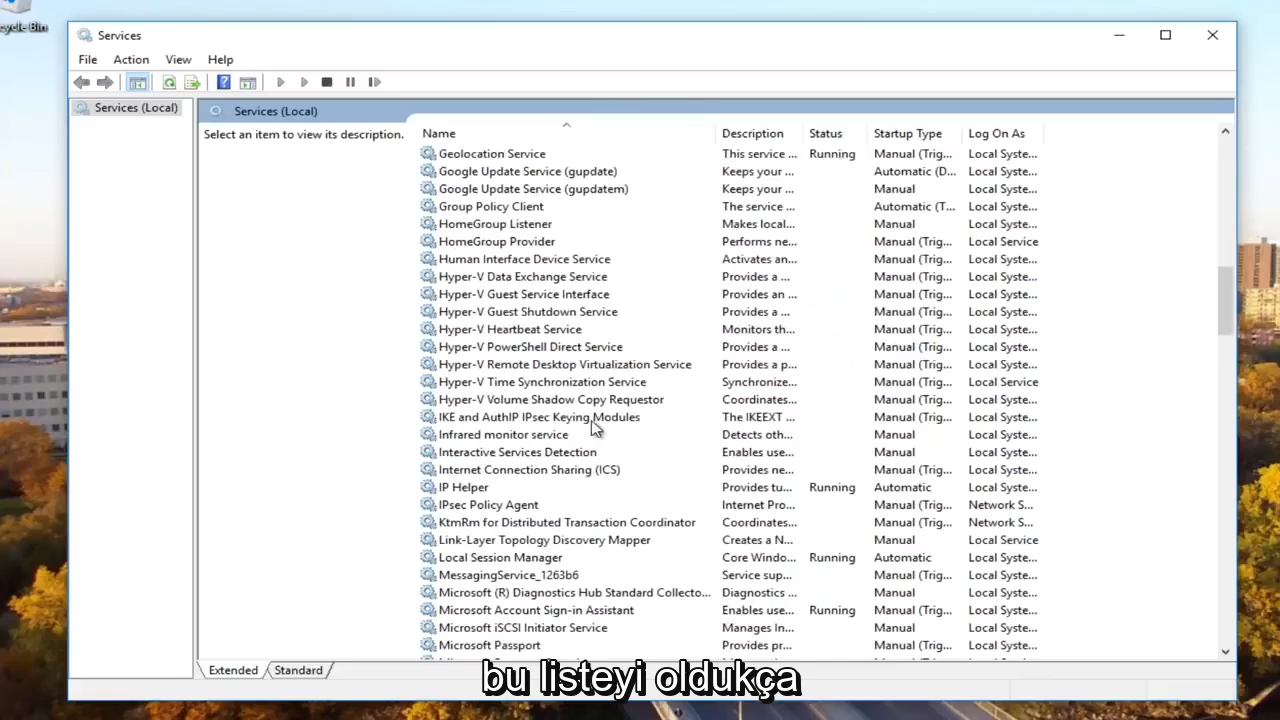 cycle Bin
Services
File Action View Help
Services (Local)
Services (Local)
Select an item to view its description.
Name Description Status Startup Type Log On As
Geolocation Service This service ... Running Manual (Trig... Local Syste...
Google Update Service (gupdate) Keeps your ... Automatic (D... Local Syste...
Google Update Service (gupdatem) Keeps your ... Manual Local Syste...
Group Policy Client The service ... Automatic (T... Local Syste...
HomeGroup Listener Makes local... Manual Local Syste...
HomeGroup Provider Performs ne... Manual (Trig... Local Service
Human Interface Device Service Activates an... Manual (Trig... Local Syste...
Hyper-V Data Exchange Service Provides a ... Manual (Trig... Local Syste...
Hyper-V Guest Service Interface Provides an ... Manual (Trig... Local Syste...
Hyper-V Guest Shutdown Service Provides a ... Manual (Trig... Local Syste...
Hyper-V Heartbeat Service Monitors th... Manual (Trig... Local Syste...
Hyper-V PowerShell Direct Service Provides a ... Manual (Trig... Local Syste...
Hyper-V Remote Desktop Virtualization Service Provides a p... Manual (Trig... Local Syste...
Hyper-V Time Synchronization Service Synchronize... Manual (Trig... Local Service
Hyper-V Volume Shadow Copy Requestor Coordinates... Manual (Trig... Local Syste...
IKE and AuthIP IPsec Keying Modules The IKEEXT ... Manual (Trig... Local Syste...
Infrared monitor service Detects oth... Manual Local Syste...
Interactive Services Detection Enables use... Manual Local Syste...
Internet Connection Sharing (ICS) Provides ne... Manual (Trig... Local Syste...
IP Helper Provides tu... Running Automatic Local Syste...
IPsec Policy Agent Internet Pro... Manual (Trig... Network S...
KtmRm for Distributed Transaction Coordinator Coordinates... Manual (Trig... Network S...
Link-Layer Topology Discovery Mapper Creates a N... Manual Local Service
Local Session Manager Core Windo... Running Automatic Local Syste...
MessagingService_1263b6 Service sup... Manual (Trig... Local Syste...
Microsoft (R) Diagnostics Hub Standard Collecto... Diagnostics ... Manual Local Syste...
Microsoft Account Sign-in Assistant Enables use... Running Manual (Trig... Local Syste...
Microsoft iSCSI Initiator Service Manages In... Manual Local Syste...
Microsoft Passport Provides pr... Manual (Trig... Local Syste...
Extended Standard
bu listeyi oldukça